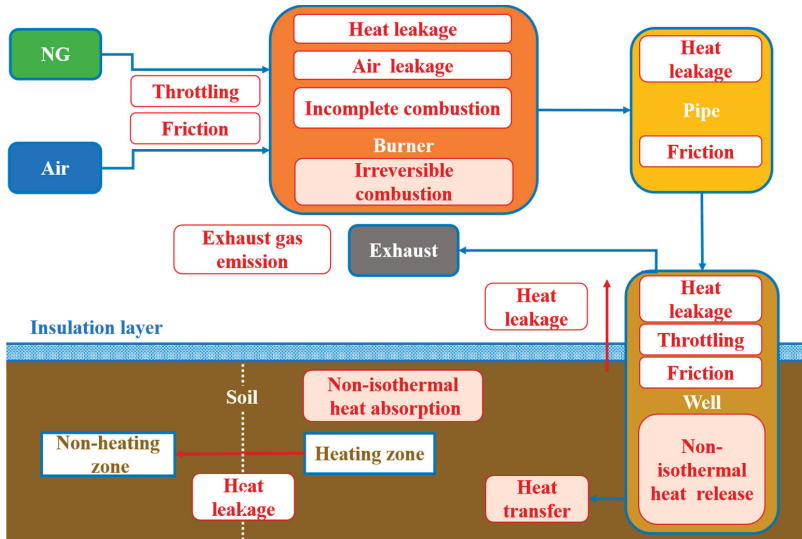 NG
Throttling
Friction
Air
Heat leakage
Air leakage
Incomplete combustion
Burner
Irreversible
combustion
Heat
leakage
Pipe
Friction
Exhaust gas
emission
Exhaust
Heat
leakage
Heat
leakage
Throttling
Friction
Well
Non-
isothermal
heat release
Insulation layer
Soil
Non-isothermal
heat absorption
Non-heating
zone
Heating zone
Heat
leakage
Heat
transfer